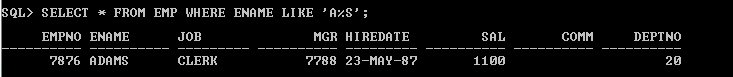 SQL> SELECT * FROM EMP WHERE ENAME LIKE 'A%S';
EMPNO ENAME JOB MGR HIREDATE SAL COMM DEPTNO
7876 ADAMS CLERK 7788 23-MAY-87 1100 20